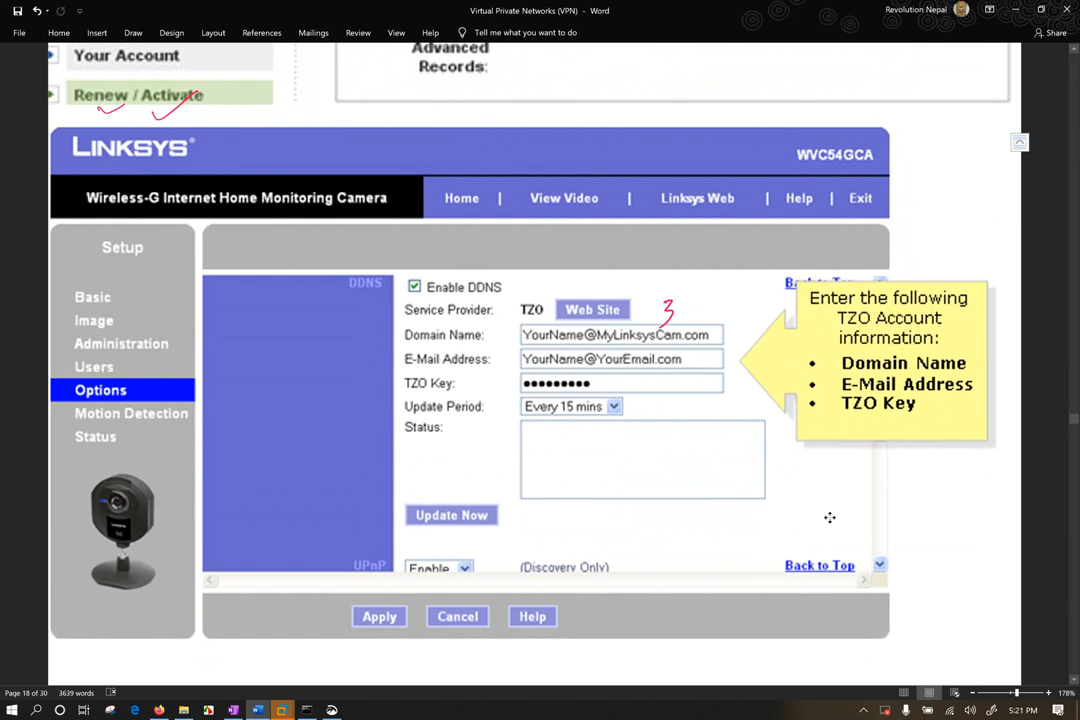 Virtual Private Networks (VPN) – Word
Revolution Nepal
File Home Insert Draw Design Layout References Mailings Review View Help Tell me what you want to do Share
Your Account
Renew / Activate
Advanced
Records:
LINKSYS®
WVC54GCA
Wireless-G Internet Home Monitoring Camera
Home | View Video | Linksys Web | Help | Exit
Setup
Basic
Image
Administration
Users
Options
Motion Detection
Status
DDNS
Enable DDNS
Back to Top
Service Provider: TZO Web Site
3
Domain Name: YourName@MyLinksysCam.com
E-Mail Address: YourName@YourEmail.com
TZO Key: •••••••••
Update Period: Every 15 mins
Status:
Update Now
UPnP Enable (Discovery Only) Back to Top
Enter the following
TZO Account
information:
• Domain Name
• E-Mail Address
• TZO Key
Apply Cancel Help
Page 18 of 30 3639 words
178%
5:21 PM